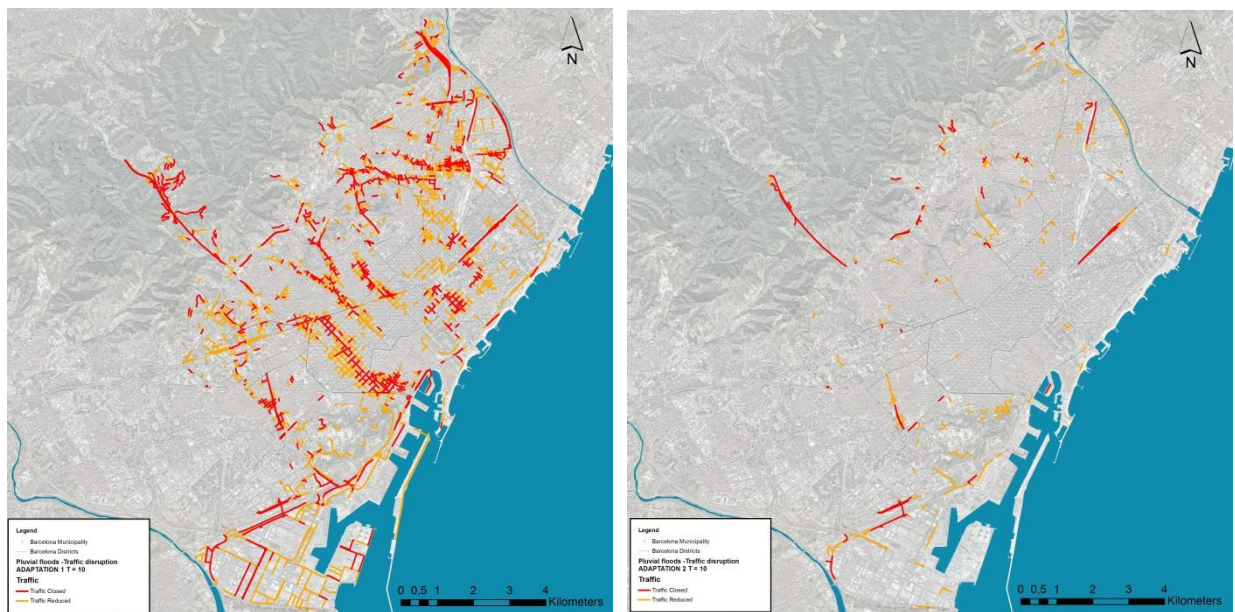 N
Legend
Barcelona Municipality
Barcelona Districts
Pluvial floods -Traffic disruption
ADAPTATION 1 T = 10
Traffic
Traffic Closed
Traffic Reduced
0 0,5 1 2 3 4
Kilometers
N
Legend
Barcelona Municipality
Barcelona Districts
Pluvial floods -Traffic disruption
ADAPTATION 2 T = 10
Traffic
Traffic Closed
Traffic Reduced
0 0,5 1 2 3 4
Kilometers